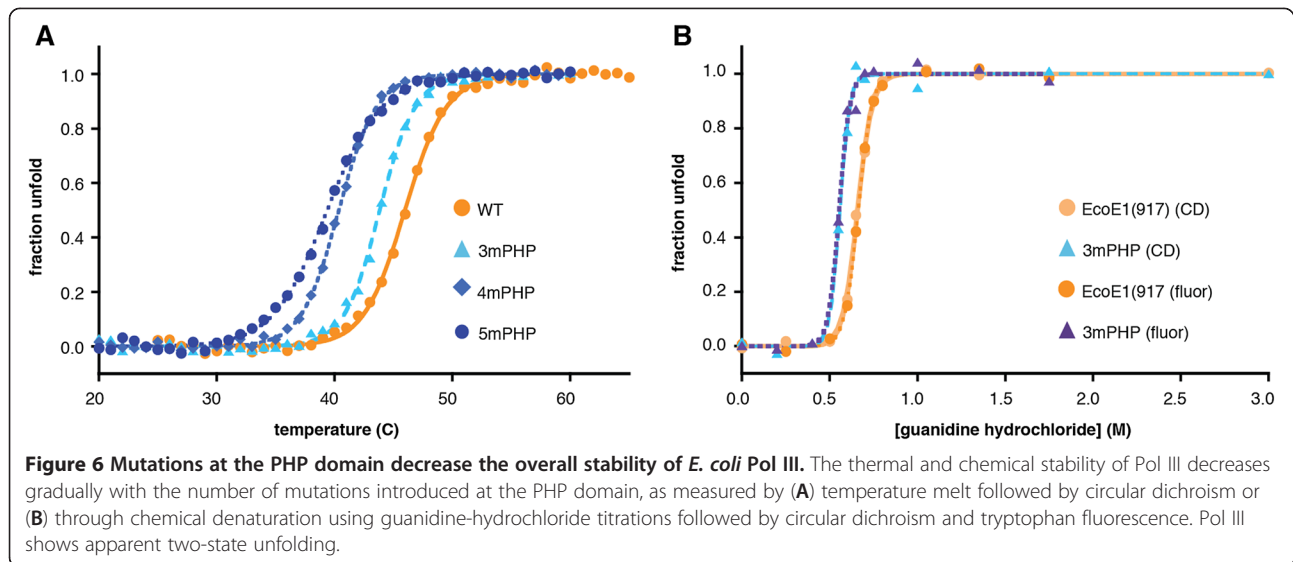 A
fraction unfold
1.0
0.8
0.6
0.4
0.2
0.0
20
30
40
50
60
temperature (C)
WT
3mPHP
4mPHP
5mPHP
B
fraction unfold
1.0
0.8
0.6
0.4
0.2
0.0
0.0
0.5
1.0
1.5
2.0
2.5
3.0
[guanidine hydrochloride] (M)
EcoE1(917) (CD)
3mPHP (CD)
EcoE1(917 (fluor)
3mPHP (fluor)
Figure 6 Mutations at the PHP domain decrease the overall stability of E. coli Pol III. The thermal and chemical stability of Pol III decreases
gradually with the number of mutations introduced at the PHP domain, as measured by (A) temperature melt followed by circular dichroism or
(B) through chemical denaturation using guanidine-hydrochloride titrations followed by circular dichroism and tryptophan fluorescence. Pol III
shows apparent two-state unfolding.